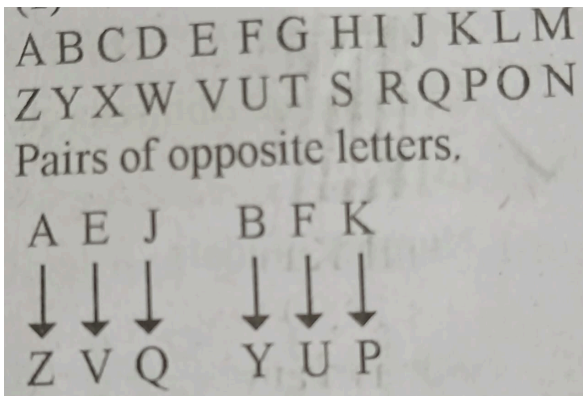 A B C D E F G H I J K L M
Z Y X W V U T S R Q P O N
Pairs of opposite letters.
A E J B F K
Z V Q Y U P